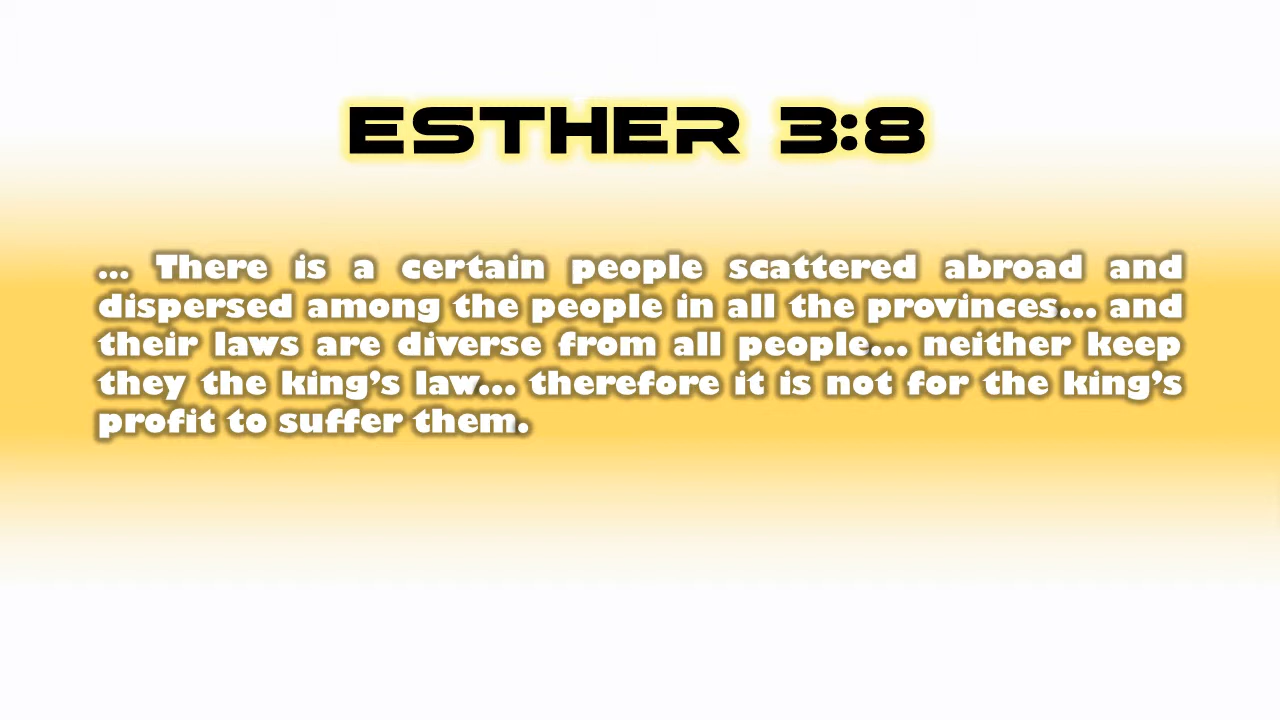 ESTHER 3:8
... There is a certain people scattered abroad and
dispersed among the people in all the provinces... and
their laws are diverse from all people... neither keep
they the king’s law... therefore it is not for the king’s
profit to suffer them.